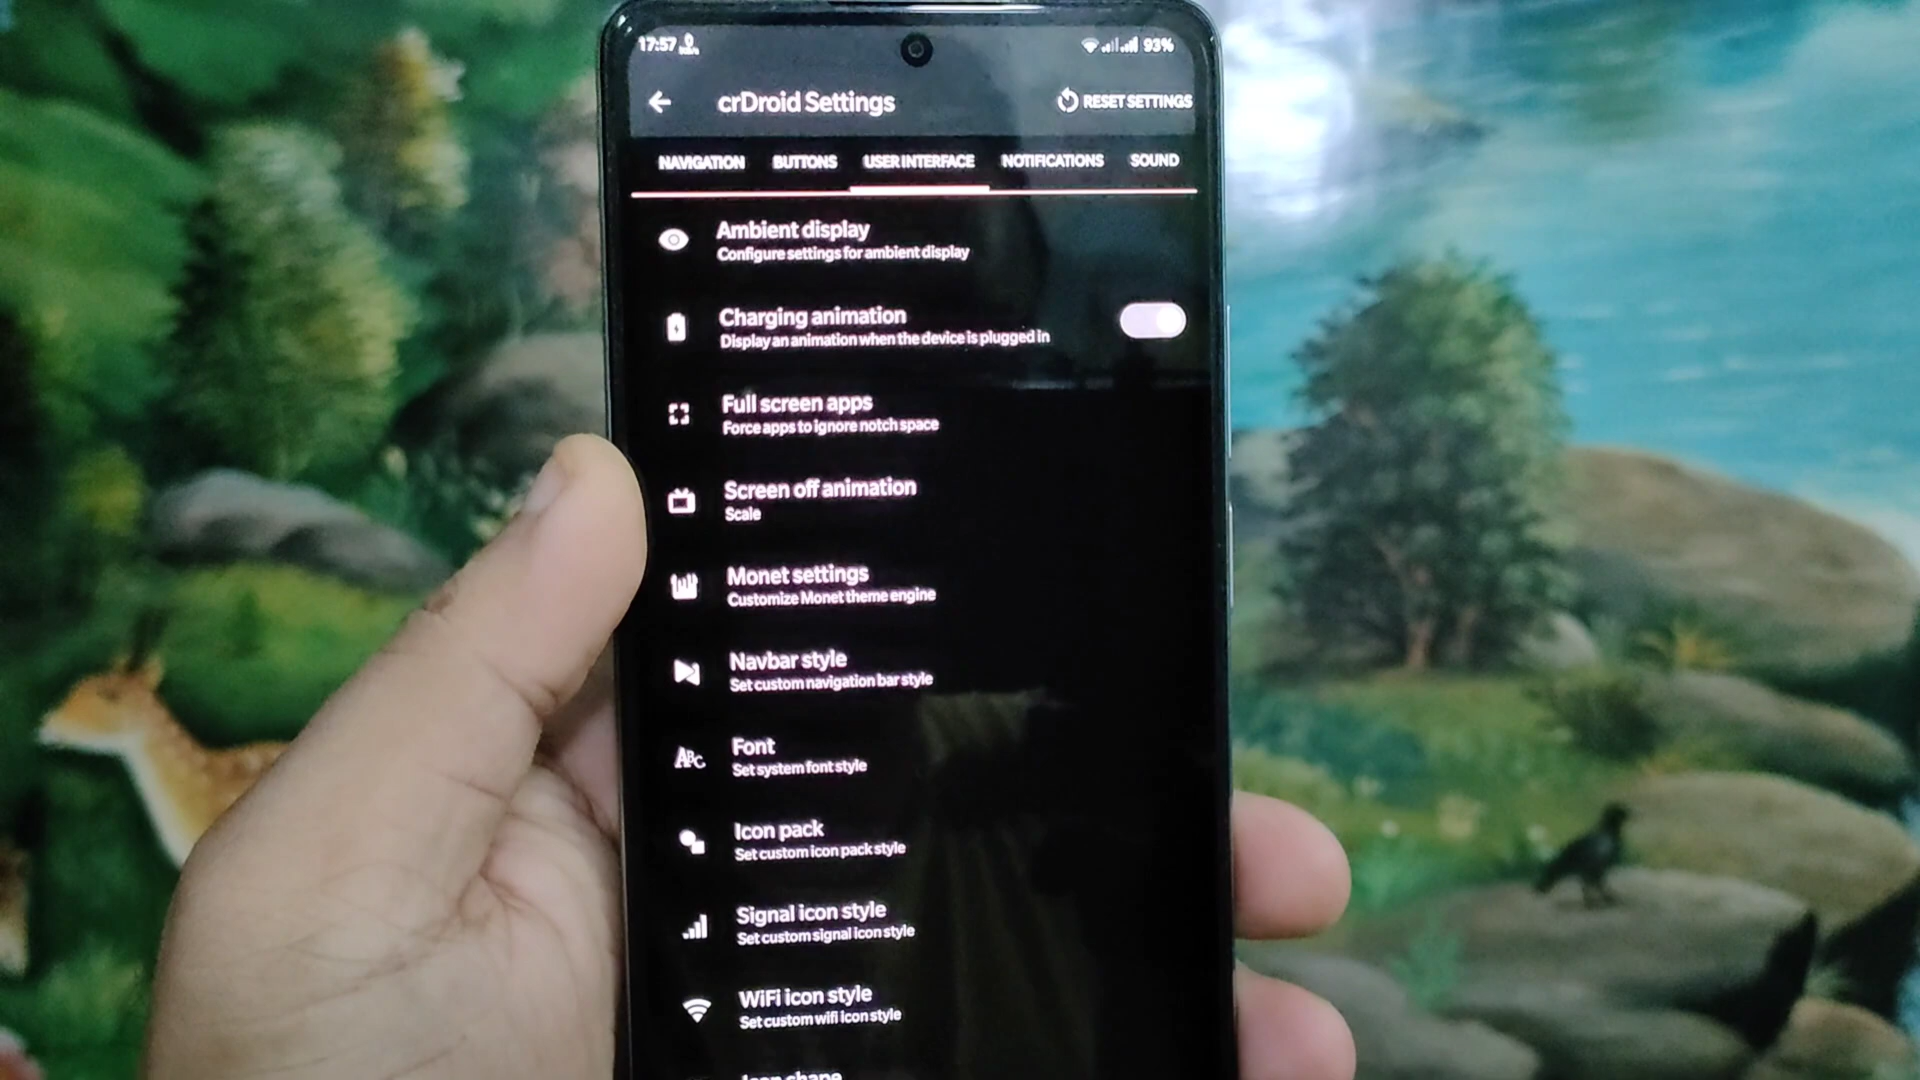 17:57 0 93%
crDroid Settings RESET SETTINGS
NAVIGATION BUTTONS USER INTERFACE NOTIFICATIONS SOUND
Ambient display
Configure settings for ambient display
Charging animation
Display an animation when the device is plugged in
Full screen apps
Force apps to ignore notch space
Screen off animation
Scale
Monet settings
Customize Monet theme engine
Navbar style
Set custom navigation bar style
Font
Set system font style
Icon pack
Set custom icon pack style
Signal icon style
Set custom signal icon style
WiFi icon style
Set custom wifi icon style
Icon shape